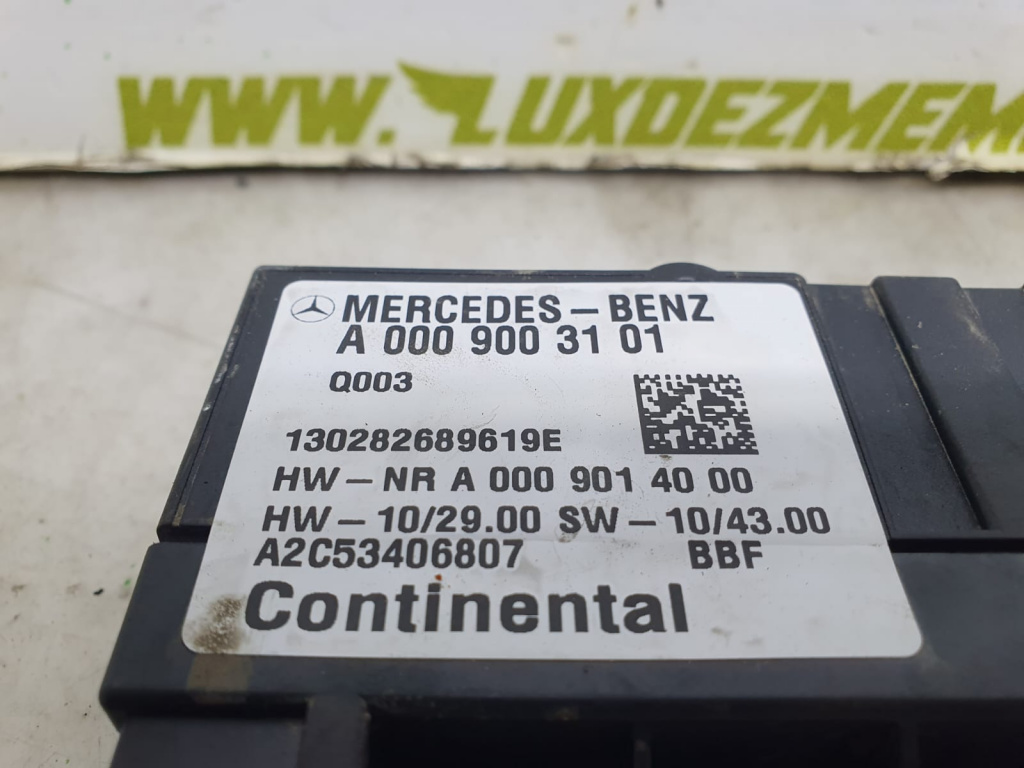 WWW.LUXDEZMEM
MERCEDES-BENZ
A 000 900 31 01
Q003
130282689619E
HW-NR A 000 901 40 00
HW-10/29.00 SW-10/43.00
A2C53406807 BBF
Continental